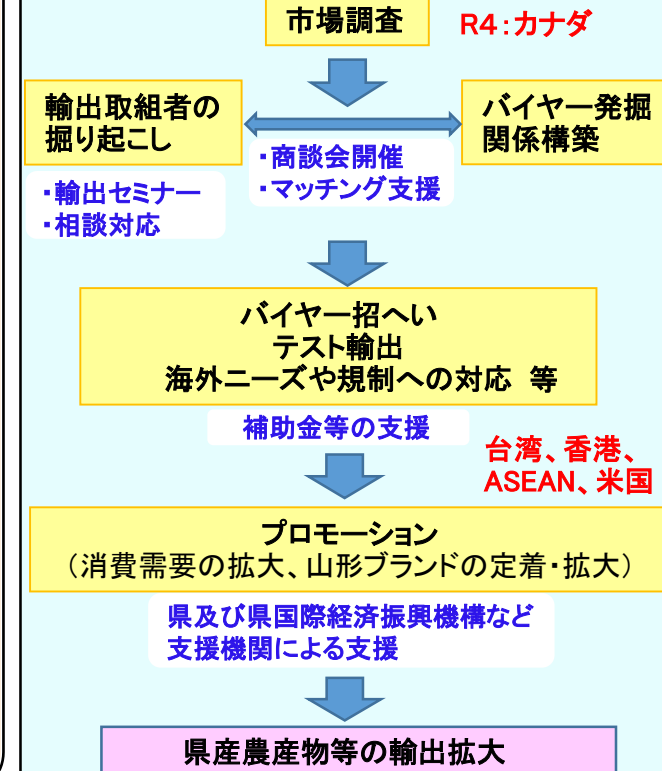 市場調査
R4:カナダ
輸出取組者の
掘り起こし
バイヤー発掘
関係構築
・商談会開催
・マッチング支援
・輸出セミナー
・相談対応
バイヤー招へい
テスト輸出
海外ニーズや規制への対応 等
補助金等の支援
台湾、香港、
ASEAN、米国
プロモーション
(消費需要の拡大、山形ブランドの定着・拡大)
県及び県国際経済振興機構など
支援機関による支援
県産農産物等の輸出拡大